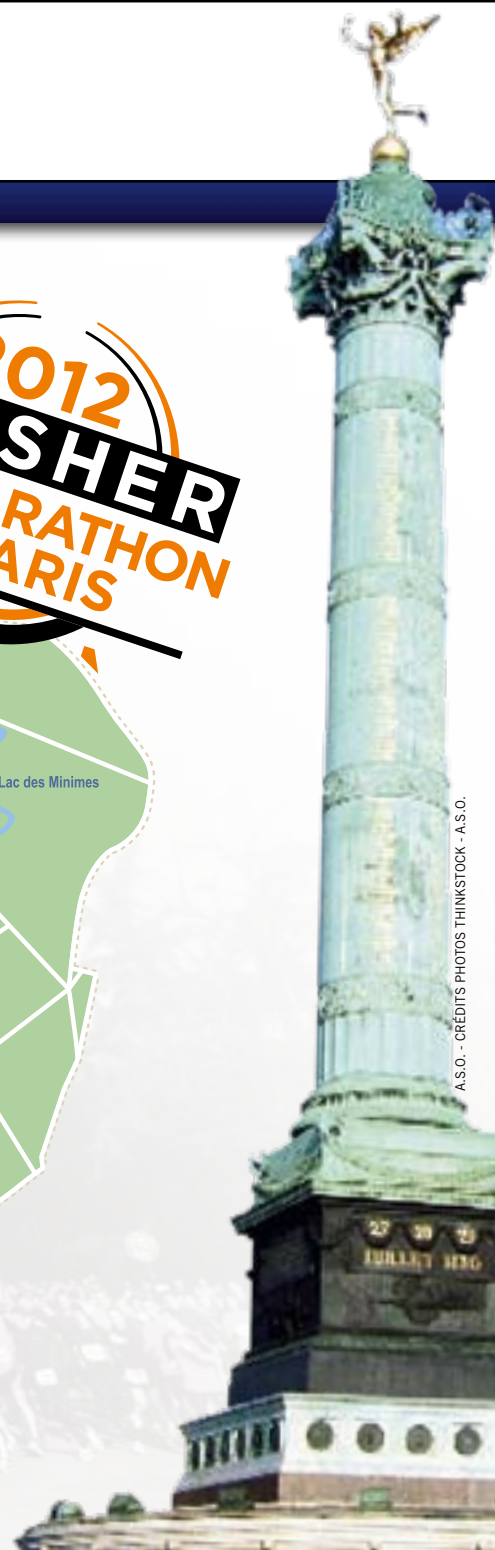 2012
SHER
RATHON
ARIS
Lac des Minimes
A.S.O. - CRÉDITS PHOTOS THINKSTOCK - A.S.O.
27 28 29
JUILLET 1830